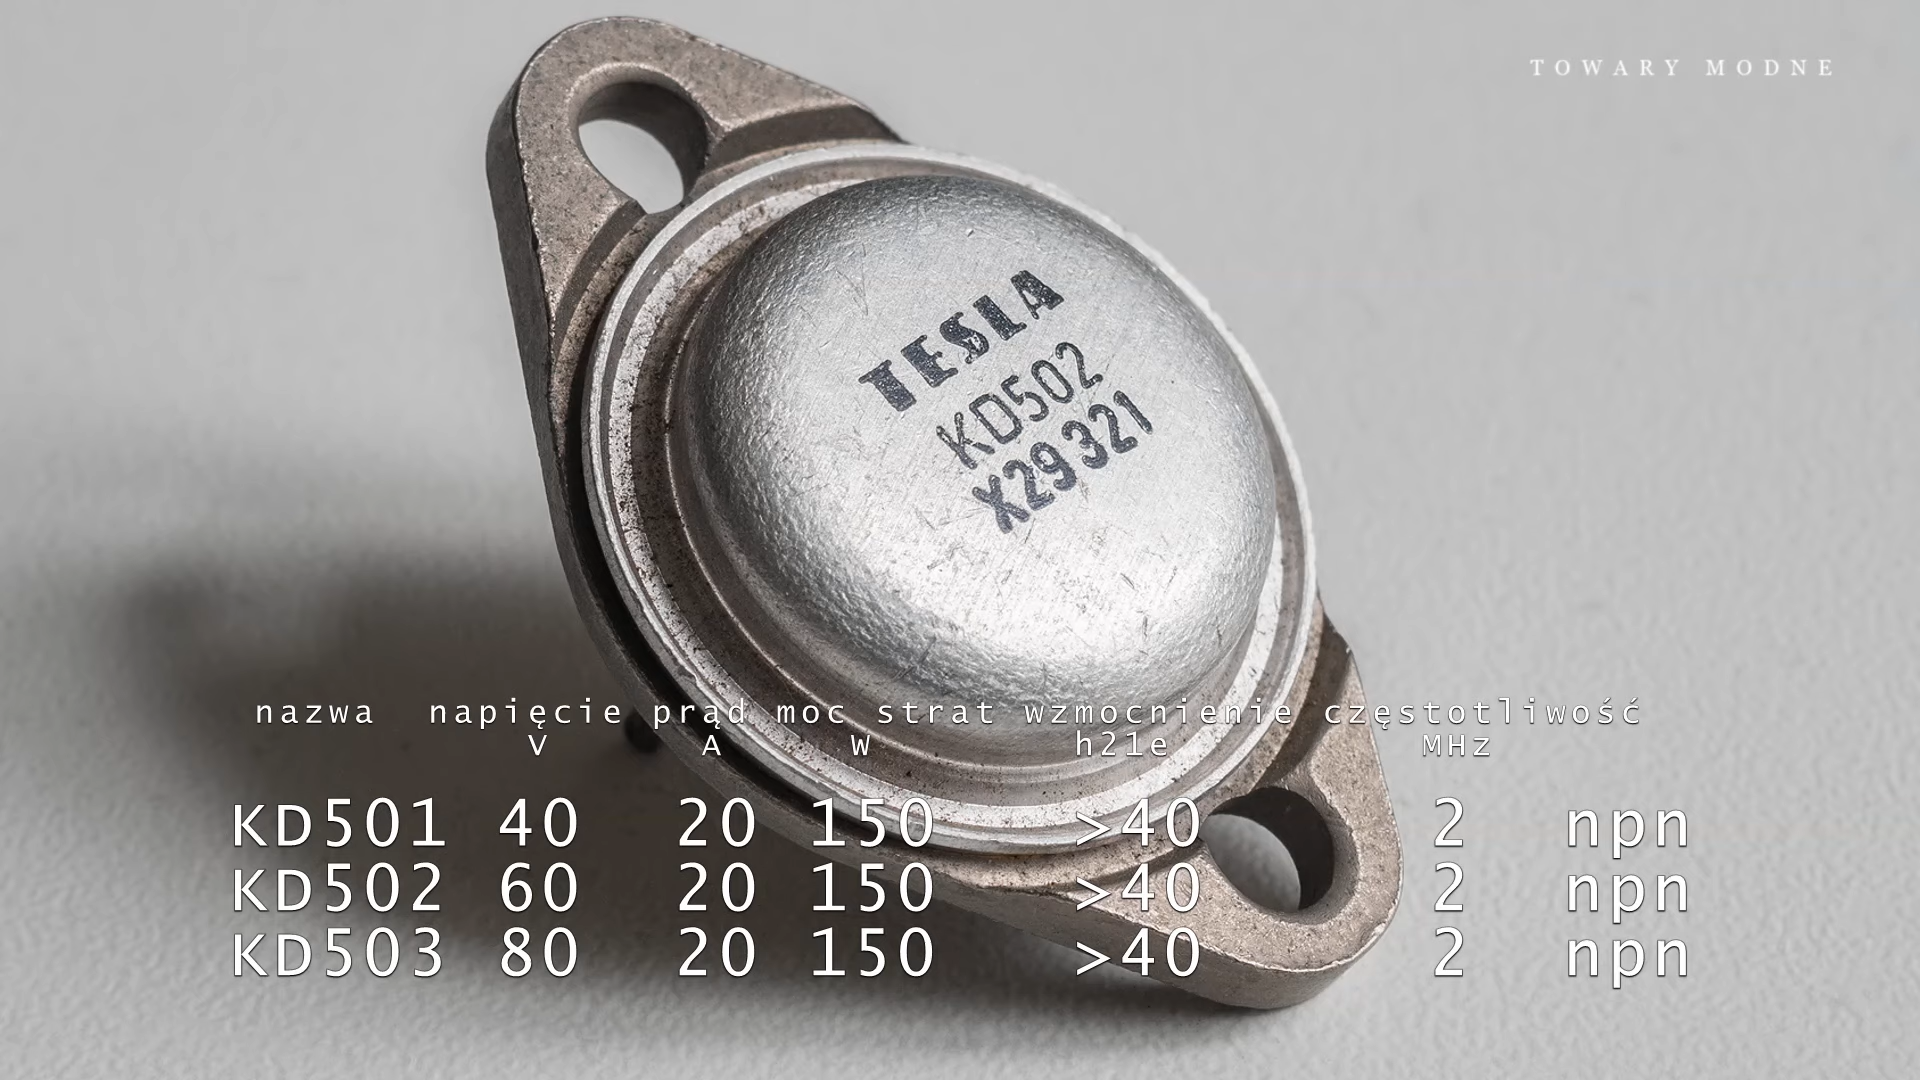 TOWARY MODNE
TESLA
KD502
X29321
nazwa napięcie prąd moc strat wzmocnienie częstotliwość
V A W h21e MHz
KD501 40 20 150 >40 2 npn
KD502 60 20 150 >40 2 npn
KD503 80 20 150 >40 2 npn